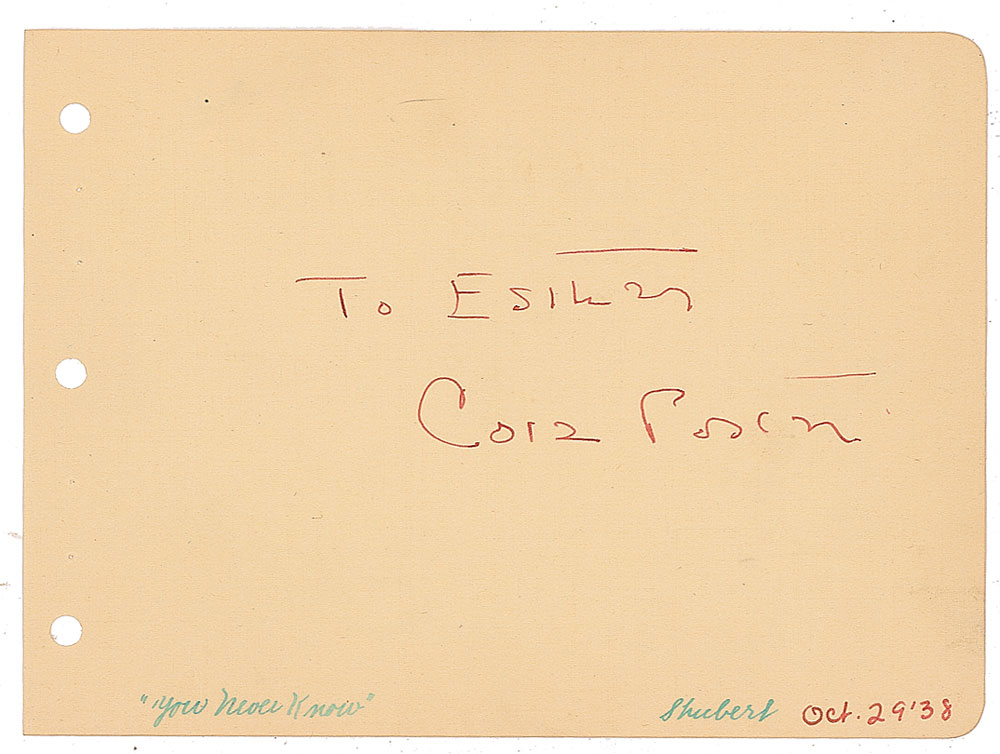 To Esther
Cole Porter
"You Never Know" Shubert Oct. 29 '38